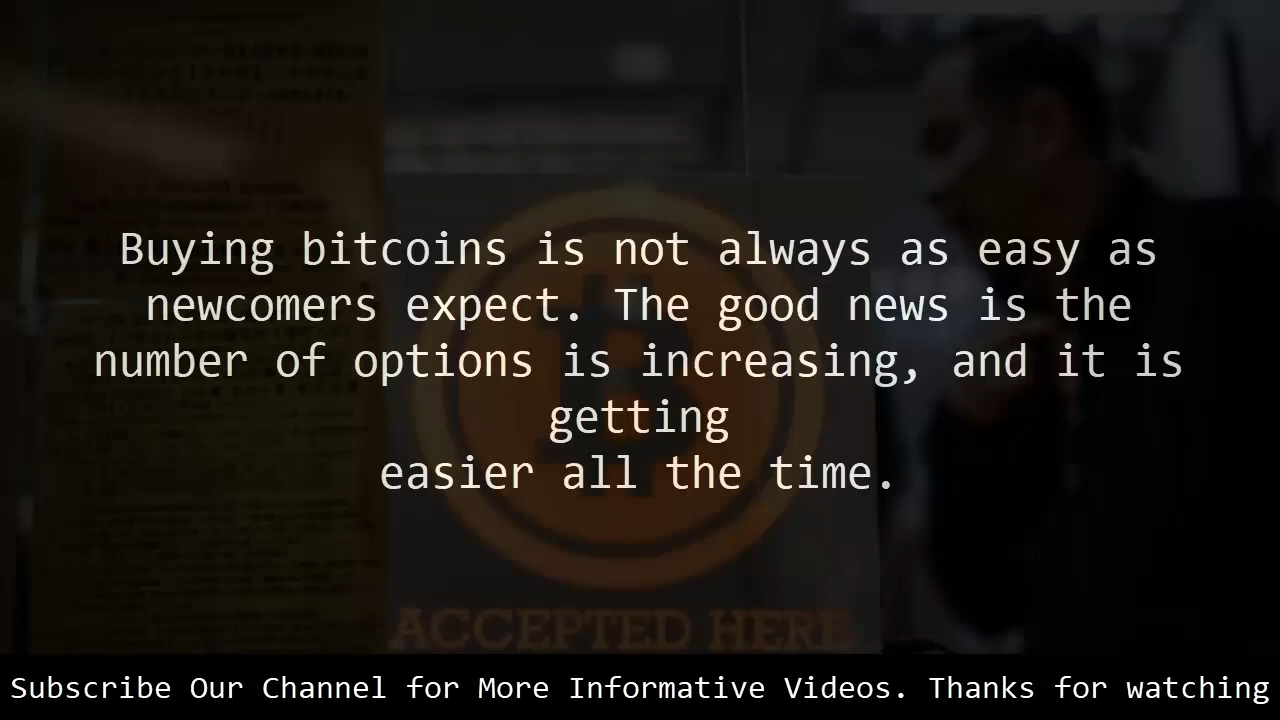 Buying bitcoins is not always as easy as
newcomers expect. The good news is the
number of options is increasing, and it is
getting
easier all the time.
ACCEPTED HERE
Subscribe Our Channel for More Informative Videos. Thanks for watching